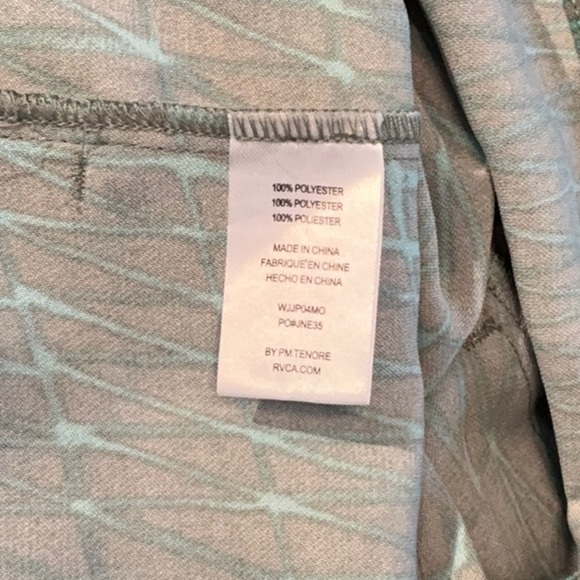 100% POLYESTER
100% POLYESTER
100% POLIESTER
MADE IN CHINA
FABRIQUÉ EN CHINE
HECHO EN CHINA
WJJP04MO
PO#JNE35
BY PM TENORE
RVCA.COM